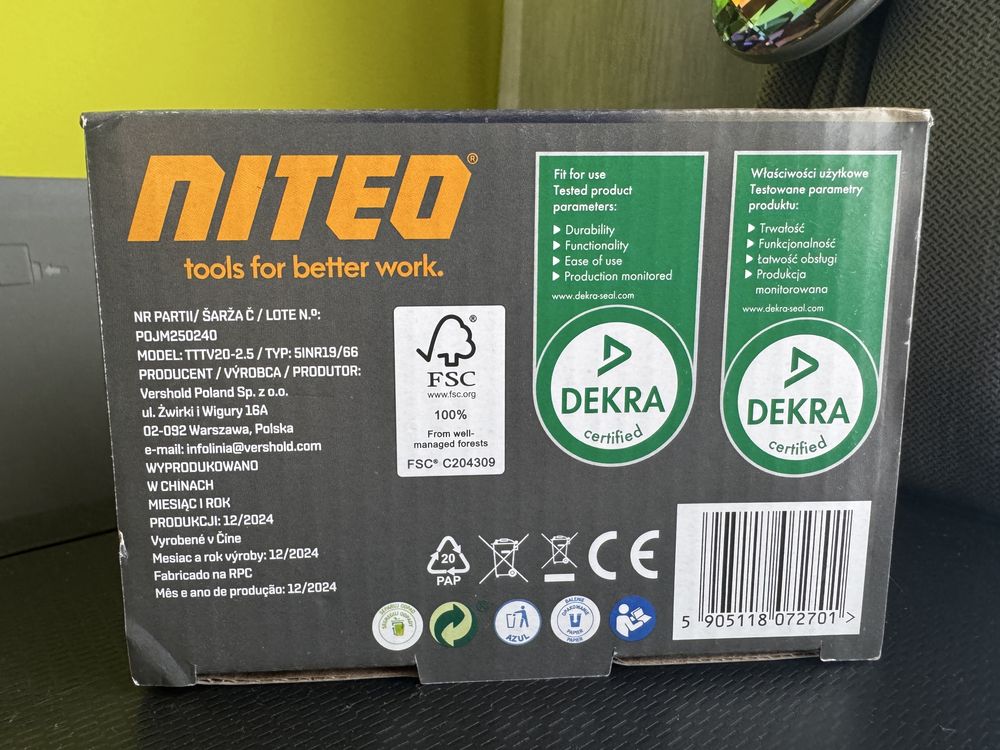 NITEO®
tools for better work.
NR PARTII/ ŠARŽA Č / LOTE N.º:
POJM250240
MODEL: TTTV20-2.5 / TYP: 5INR19/66
PRODUCENT / VÝROBCA / PRODUTOR:
Vershold Poland Sp. z o.o.
ul. Żwirki i Wigury 16A
02-092 Warszawa, Polska
e-mail: infolinia@vershold.com
WYPRODUKOWANO
W CHINACH
MIESIĄC I ROK
PRODUKCJI: 12/2024
Vyrobené v Číne
Mesiac a rok výroby: 12/2024
Fabricado na RPC
Mês e ano de produção: 12/2024
FSC®
www.fsc.org
100%
From well-
managed forests
FSC® C204309
Fit for use
Tested product
parameters:
Durability
Functionality
Ease of use
Production monitored
www.dekra-seal.com
DEKRA
certified
Właściwości użytkowe
Testowane parametry
produktu:
Trwałość
Funkcjonalność
Łatwość obsługi
Produkcja
monitorowana
www.dekra-seal.com
DEKRA
certified
20
PAP
CE
AZUL
BALENIE
OPAKOWANIE
PAPIER
PAPIER
5 905118 072701 >